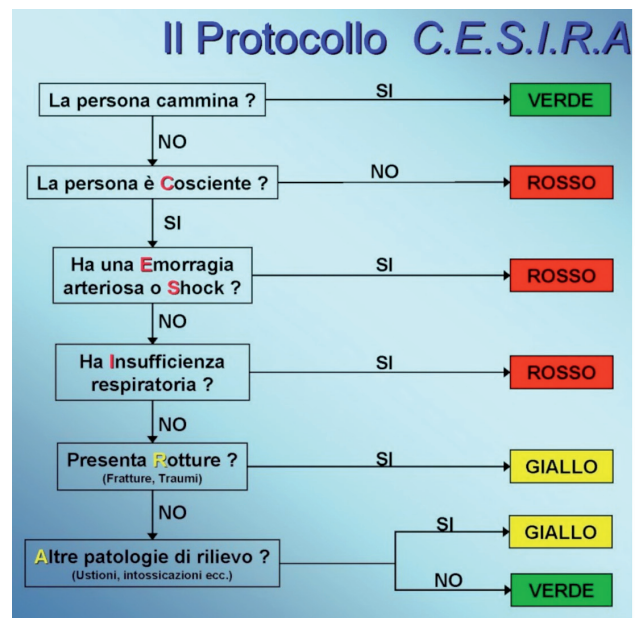 Il Protocollo C.E.S.I.R.A
La persona cammina ?
SI
VERDE
NO
La persona è Cosciente ?
NO
ROSSO
SI
Ha una Emorragia
arteriosa o Shock ?
SI
ROSSO
NO
Ha Insufficienza
respiratoria ?
SI
ROSSO
NO
Presenta Rotture ?
(Fratture, Traumi)
SI
GIALLO
NO
Altre patologie di rilievo ?
(Ustioni, intossicazioni ecc.)
SI
GIALLO
NO
VERDE